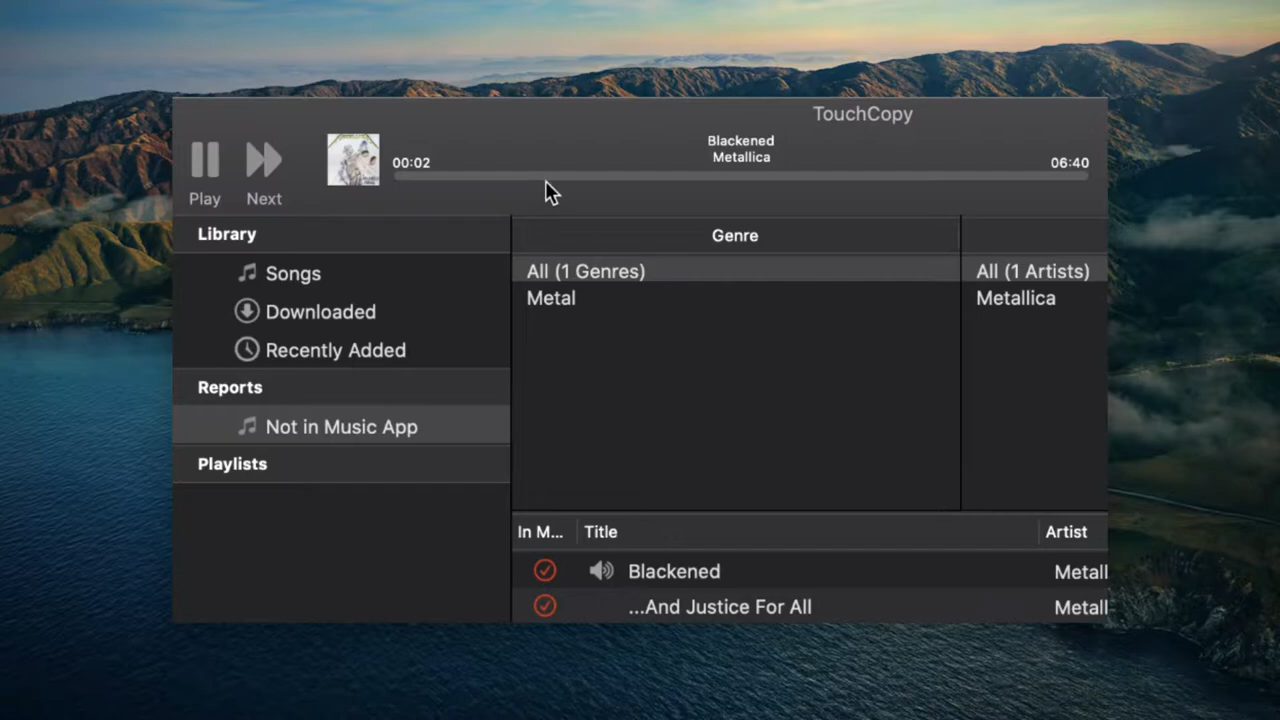 TouchCopy
Blackened
Metallica
00:02
06:40
Play
Next
Library
Songs
Downloaded
Recently Added
Reports
Not in Music App
Playlists
Genre
All (1 Genres)
Metal
All (1 Artists)
Metallica
In M... Title Artist
Blackened Metall
...And Justice For All Metall